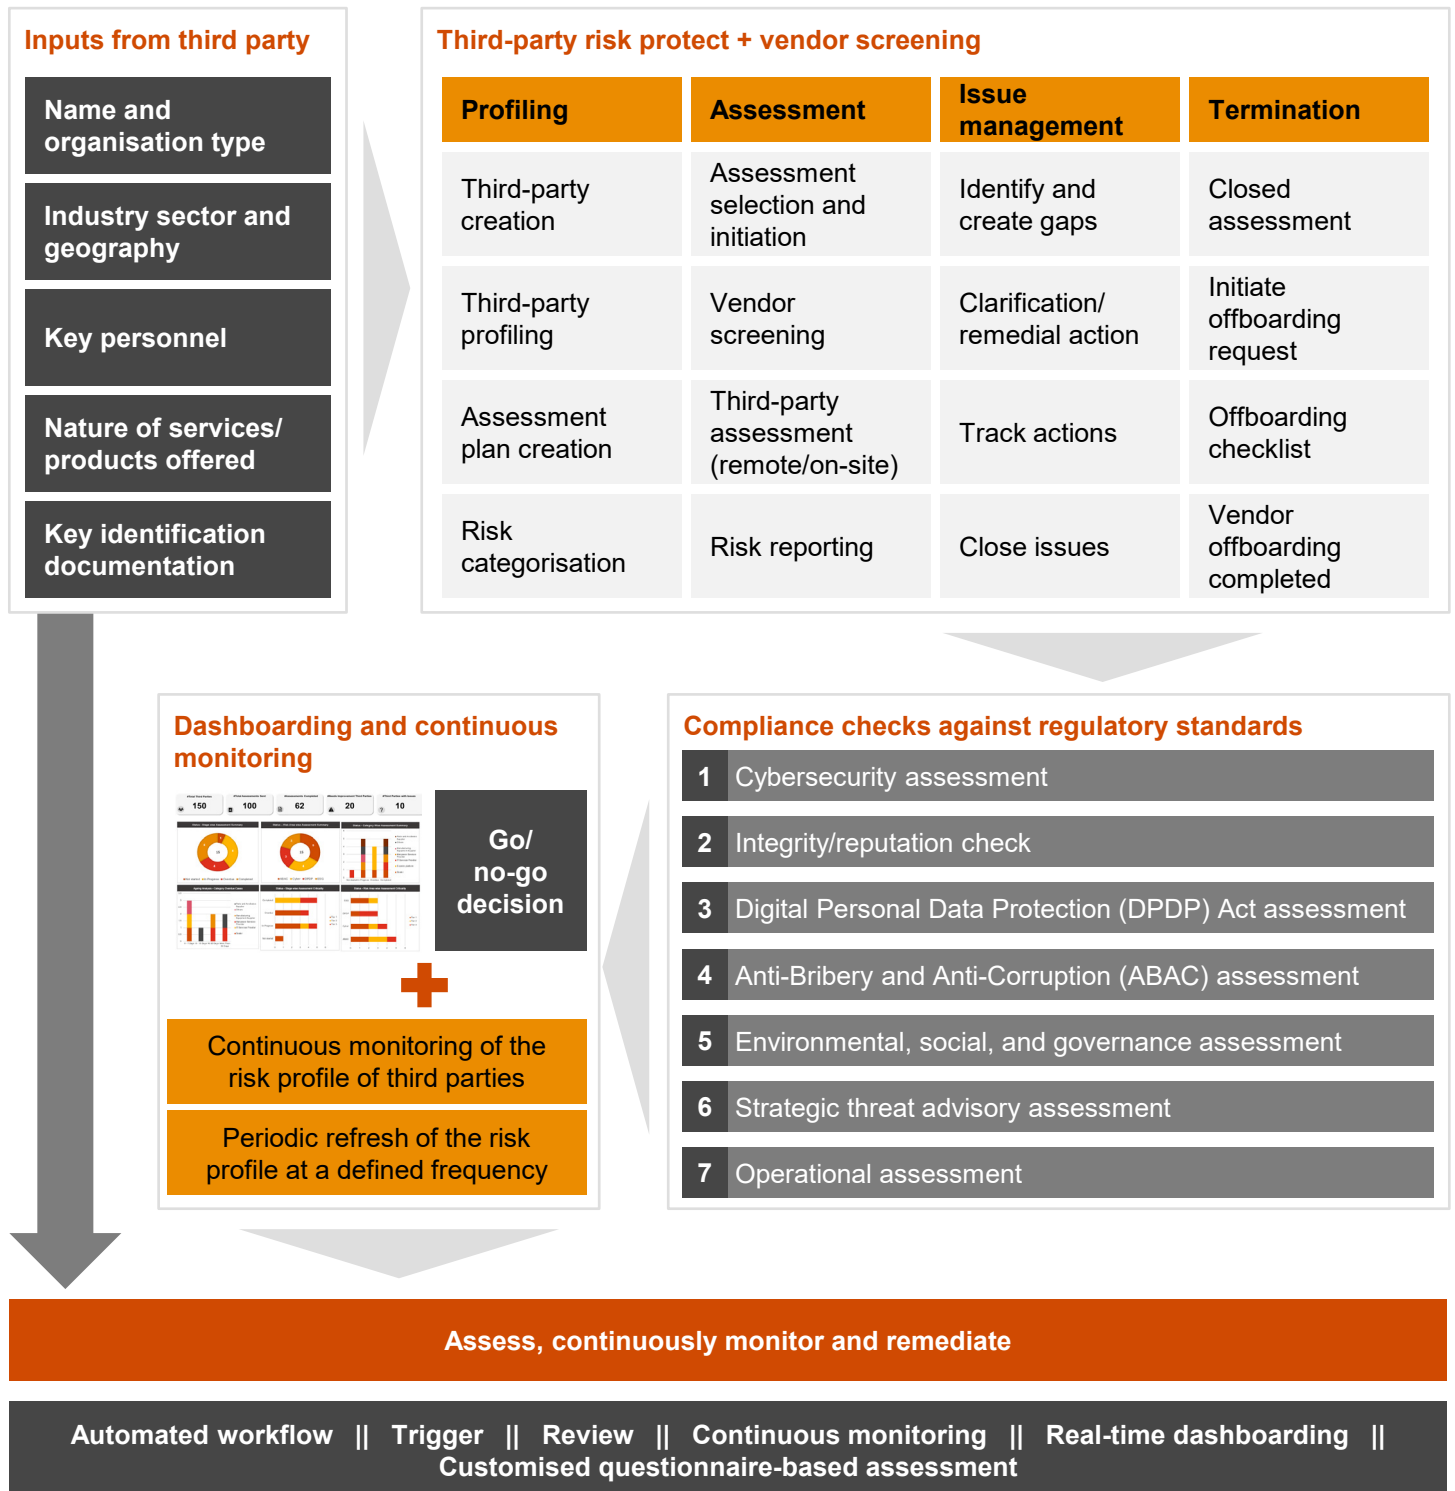 Inputs from third party
Name and
organisation type
Industry sector and
geography
Key personnel
Nature of services/
products offered
Key identification
documentation
Third-party risk protect + vendor screening
Profiling
Assessment
Issue
management
Termination
Third-party
creation
Assessment
selection and
initiation
Identify and
create gaps
Closed
assessment
Third-party
profiling
Vendor
screening
Clarification/
remedial action
Initiate
offboarding
request
Assessment
plan creation
Third-party
assessment
(remote/on-site)
Track actions
Offboarding
checklist
Risk
categorisation
Risk reporting
Close issues
Vendor
offboarding
completed
Dashboarding and continuous
monitoring
150
100
62
20
10
Go/
no-go
decision
Continuous monitoring of the
risk profile of third parties
Periodic refresh of the risk
profile at a defined frequency
Compliance checks against regulatory standards
1 Cybersecurity assessment
2 Integrity/reputation check
3 Digital Personal Data Protection (DPDP) Act assessment
4 Anti-Bribery and Anti-Corruption (ABAC) assessment
5 Environmental, social, and governance assessment
6 Strategic threat advisory assessment
7 Operational assessment
Assess, continuously monitor and remediate
Automated workflow || Trigger || Review || Continuous monitoring || Real-time dashboarding ||
Customised questionnaire-based assessment